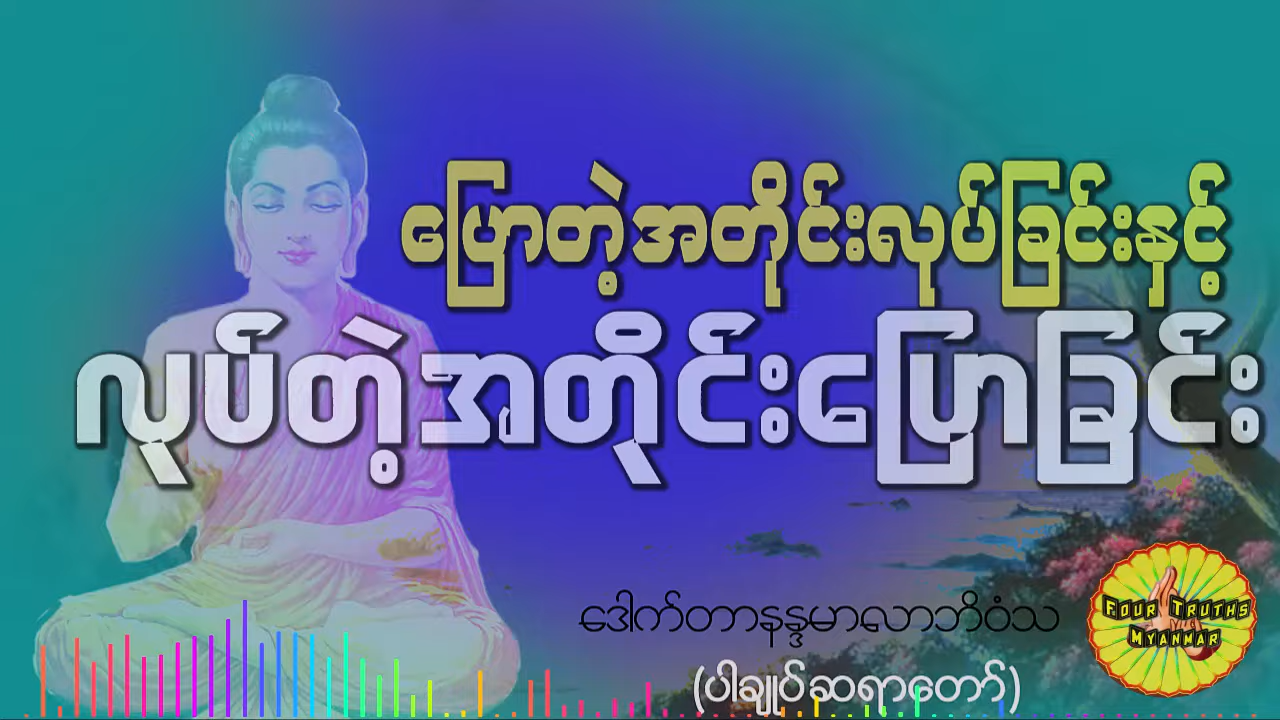 ပြောတဲ့အတိုင်းလုပ်ခြင်းနှင့်
လုပ်တဲ့အတိုင်းပြောခြင်း
ဒေါက်တာနန္ဒမာလာဘိဝံသ
(ပါချုပ်ဆရာတော်)
Four Truths
Myanmar